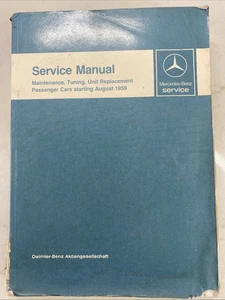 Service Manual
Maintenance, Tuning, Unit Replacement
Passenger Cars starting August 1959
Mercedes-Benz
service
Daimler-Benz Aktiengesellschaft